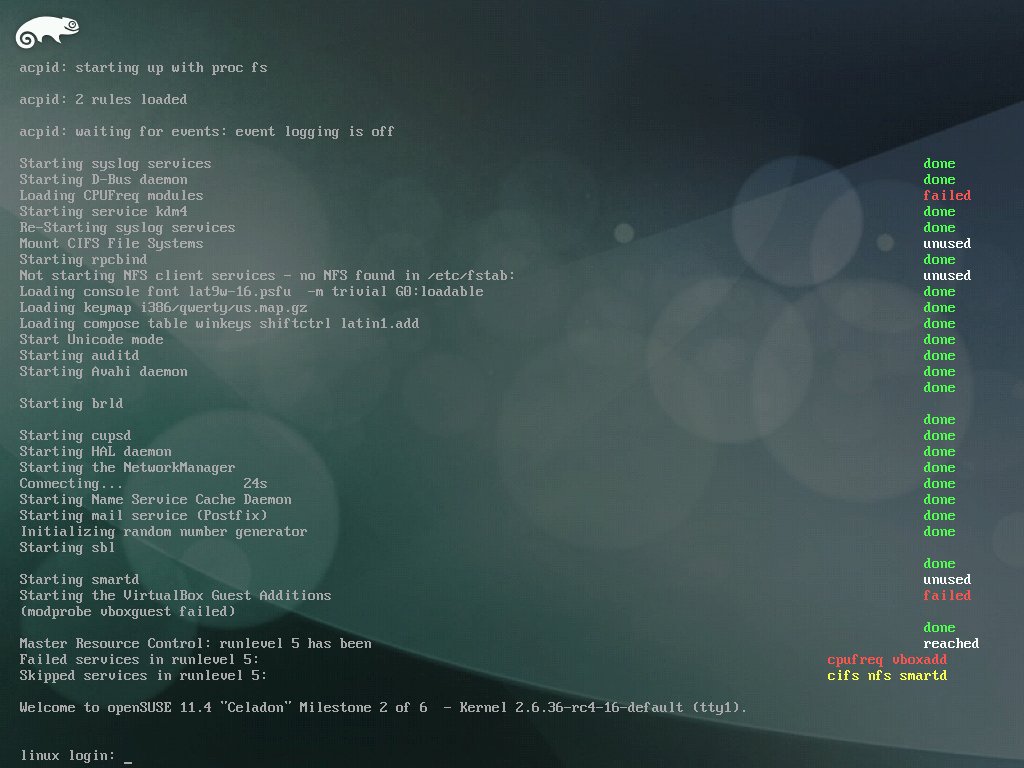 acpid: starting up with proc fs
acpid: 2 rules loaded
acpid: waiting for events: event logging is off
Starting syslog services done
Starting D-Bus daemon done
Loading CPUFreq modules failed
Starting service kdm4 done
Re-Starting syslog services done
Mount CIFS File Systems unused
Starting rpcbind done
Not starting NFS client services - no NFS found in /etc/fstab: unused
Loading console font lat9w-16.psfu  -m trivial G0:loadable done
Loading keymap i386/qwerty/us.map.gz done
Loading compose table winkeys shiftctrl latin1.add done
Start Unicode mode done
Starting auditd done
Starting Avahi daemon done
done
Starting brld
done
Starting cupsd done
Starting HAL daemon done
Starting the NetworkManager done
Connecting... 24s done
Starting Name Service Cache Daemon done
Starting mail service (Postfix) done
Initializing random number generator done
Starting sbl
done
Starting smartd unused
Starting the VirtualBox Guest Additions failed
(modprobe vboxguest failed)
done
Master Resource Control: runlevel 5 has been reached
Failed services in runlevel 5: cpufreq vboxadd
Skipped services in runlevel 5: cifs nfs smartd
Welcome to openSUSE 11.4 "Celadon" Milestone 2 of 6  - Kernel 2.6.36-rc4-16-default (tty1).
linux login: _